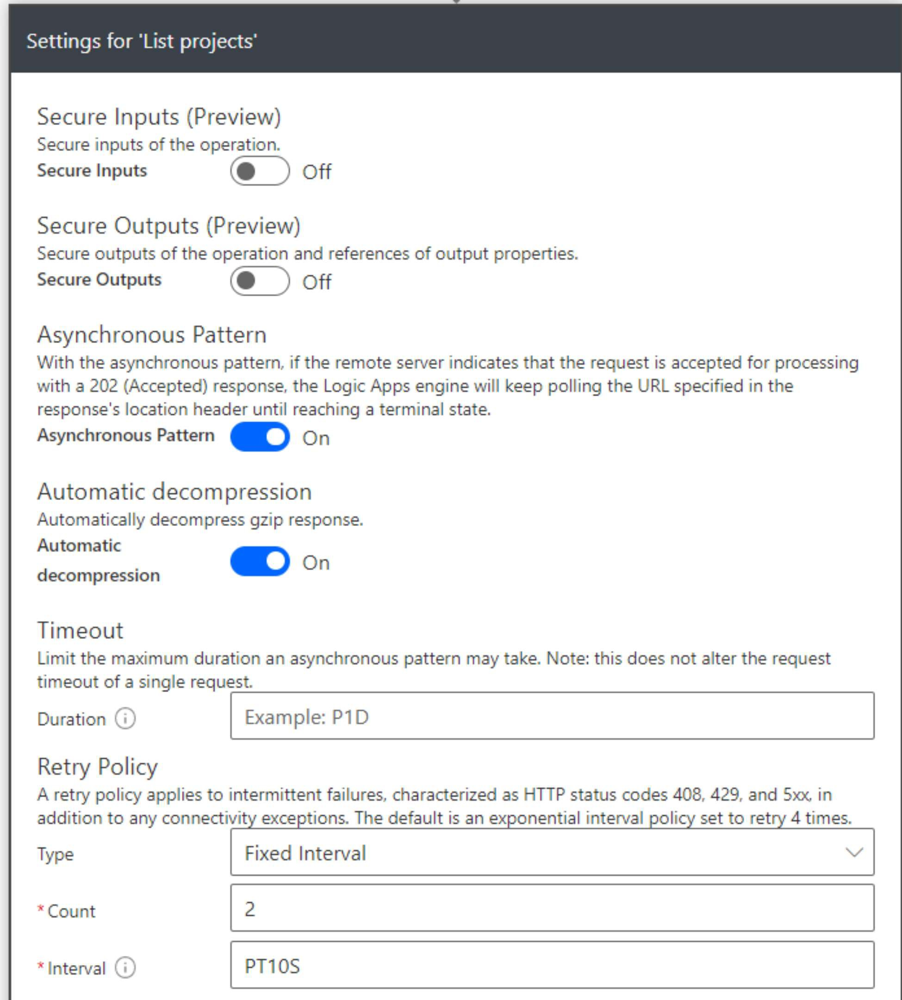 Settings for 'List projects'
Secure Inputs (Preview)
Secure inputs of the operation.
Secure Inputs Off
Secure Outputs (Preview)
Secure outputs of the operation and references of output properties.
Secure Outputs Off
Asynchronous Pattern
With the asynchronous pattern, if the remote server indicates that the request is accepted for processing
with a 202 (Accepted) response, the Logic Apps engine will keep polling the URL specified in the
response's location header until reaching a terminal state.
Asynchronous Pattern On
Automatic decompression
Automatically decompress gzip response.
Automatic
decompression On
Timeout
Limit the maximum duration an asynchronous pattern may take. Note: this does not alter the request
timeout of a single request.
Duration Example: P1D
Retry Policy
A retry policy applies to intermittent failures, characterized as HTTP status codes 408, 429, and 5xx, in
addition to any connectivity exceptions. The default is an exponential interval policy set to retry 4 times.
Type Fixed Interval
* Count 2
* Interval PT10S